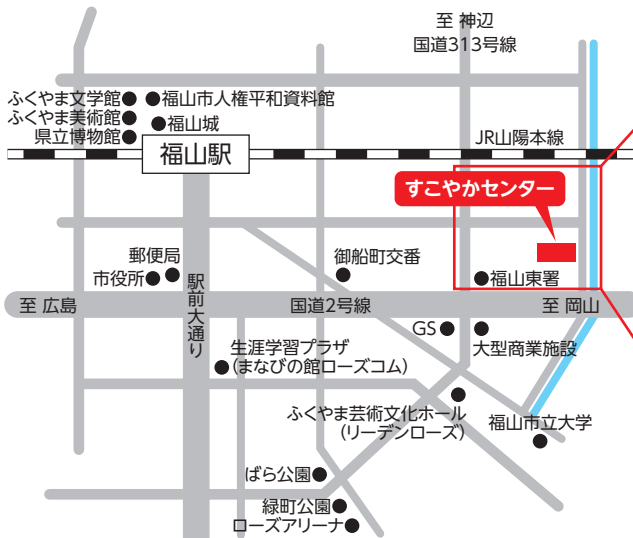 至 神辺
国道313号線
ふくやま文学館
福山市人権平和資料館
ふくやま美術館
福山城
県立博物館
福山駅
JR山陽本線
すこやかセンター
郵便局
市役所
御船町交番
福山東署
駅前大通り
至 広島
国道2号線
至 岡山
GS
大型商業施設
生涯学習プラザ
(まなびの館ローズコム)
ふくやま芸術文化ホール
(リーデンローズ)
福山市立大学
ばら公園
緑町公園
ローズアリーナ